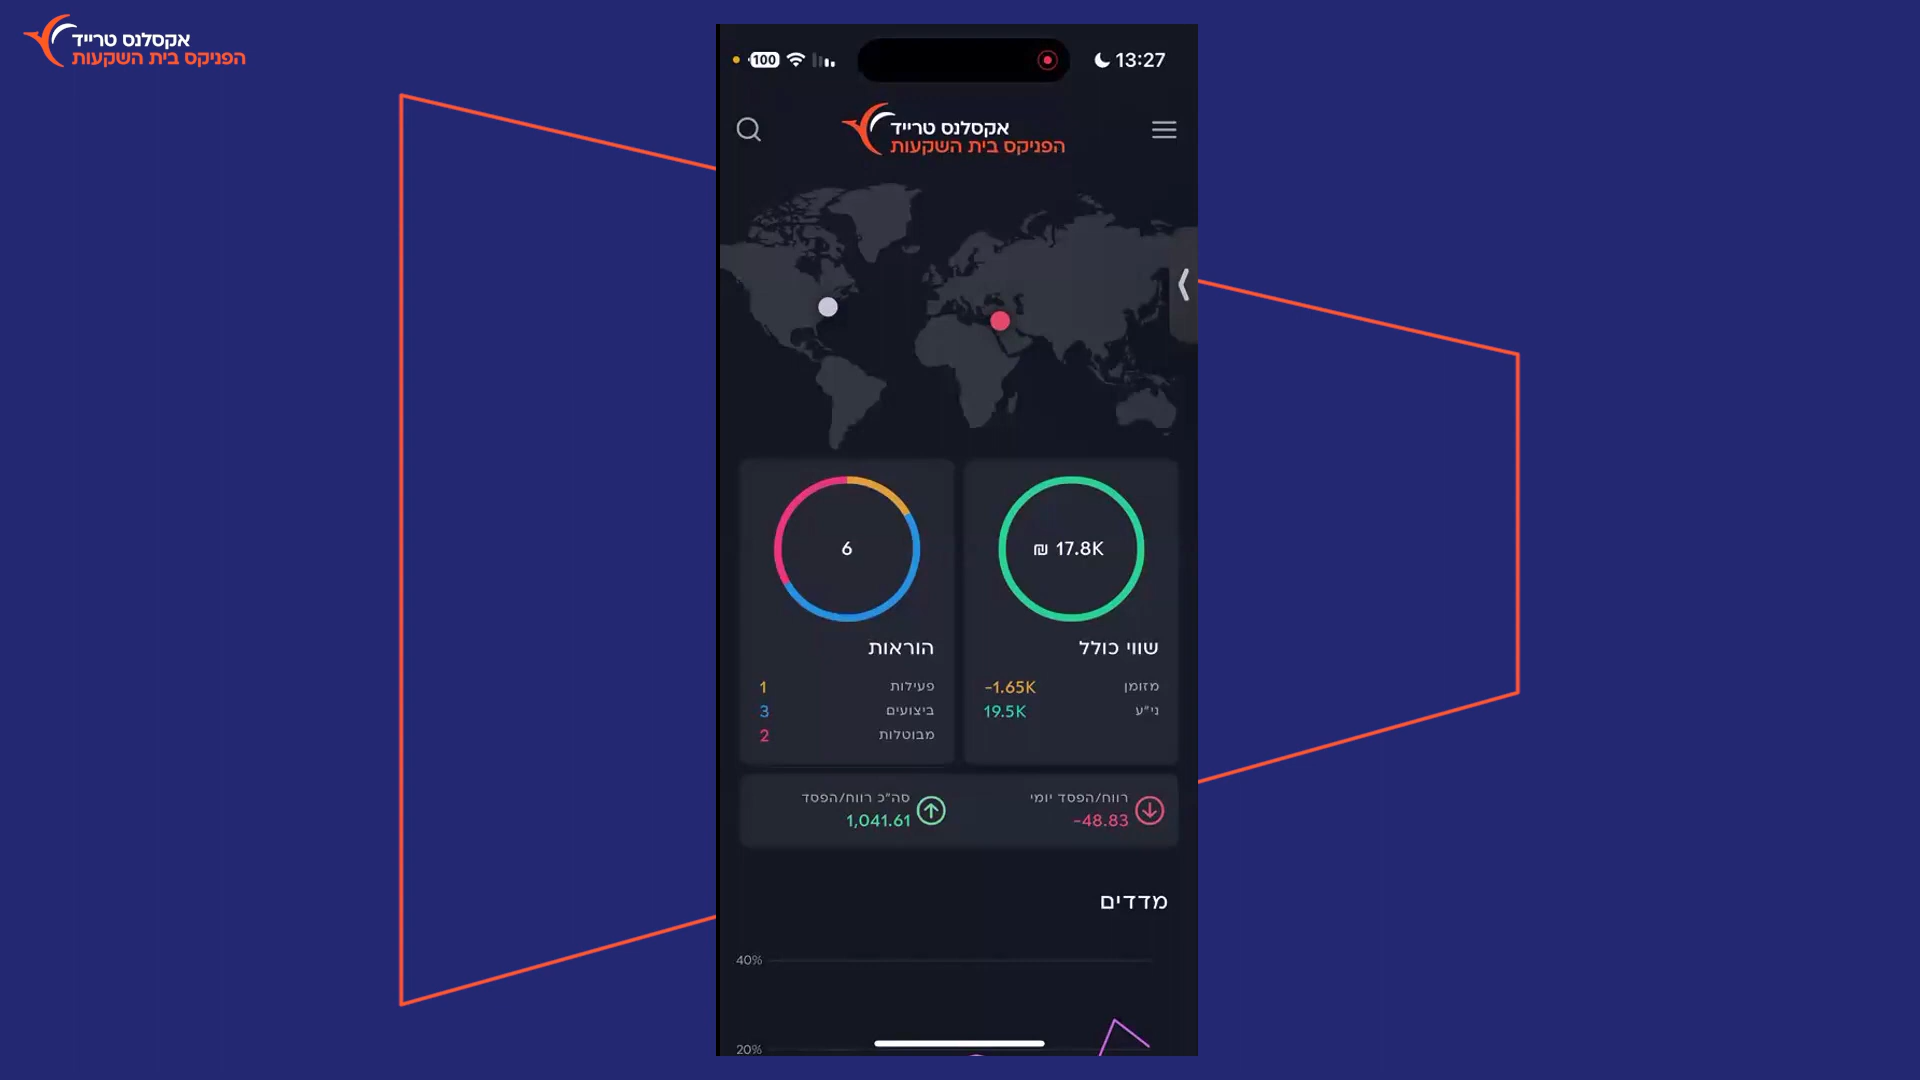 אקסלנס טרייד
הפניקס בית השקעות
100
13:27
אקסלנס טרייד
הפניקס בית השקעות
₪ 17.8K
שווי כולל
מזומן -1.65K
ני"ע 19.5K
6
הוראות
פעילות 1
ביצועים 3
מבוטלות 2
רווח/הפסד יומי
-48.83
סה"כ רווח/הפסד
1,041.61
מדדים
40%
20%